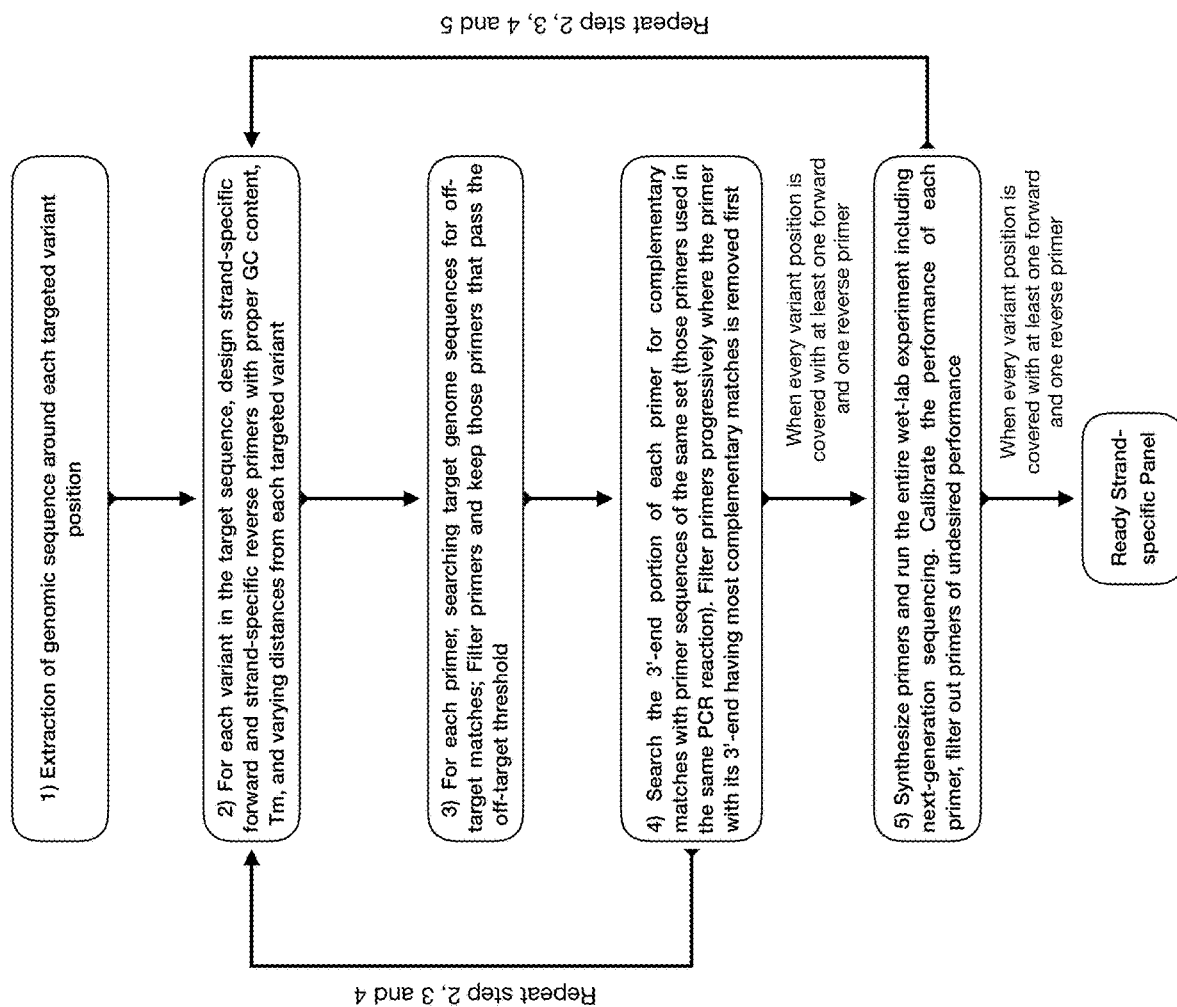 1) Extraction of genomic sequence around each targeted variant
position
2) For each variant in the target sequence, design strand-specific
forward and strand-specific reverse primers with proper GC content,
Tm, and varying distances from each targeted variant
3) For each primer, searching target genome sequences for off-
target matches; Filter primers and keep those primers that pass the
off-target threshold
4) Search the 3'-end portion of each primer for complementary
matches with primer sequences of the same set (those primers used in
the same PCR reaction). Filter primers progressively where the primer
with its 3'-end having most complementary matches is removed first
Repeat step 2, 3 and 4
When every variant position is
covered with at least one forward
and one reverse primer
5) Synthesize primers and run the entire wet-lab experiment including
next-generation sequencing. Calibrate the performance of each
primer, filter out primers of undesired performance
Repeat step 2, 3, 4 and 5
When every variant position is
covered with at least one forward
and one reverse primer
Ready Strand-
specific Panel